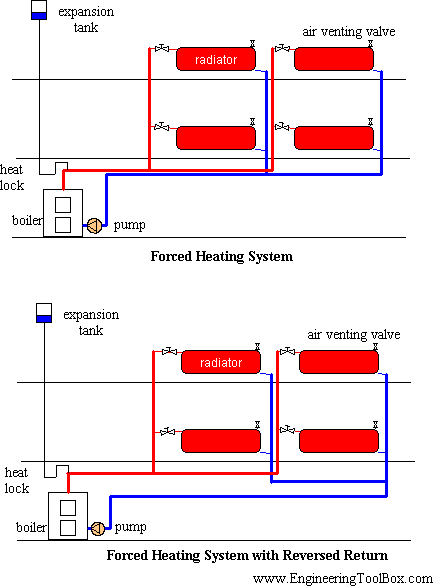 expansion
tank
air venting valve
radiator
heat
lock
boiler
pump
Forced Heating System
expansion
tank
air venting valve
radiator
heat
lock
boiler
pump
Forced Heating System with Reversed Return
www.EngineeringToolBox.com